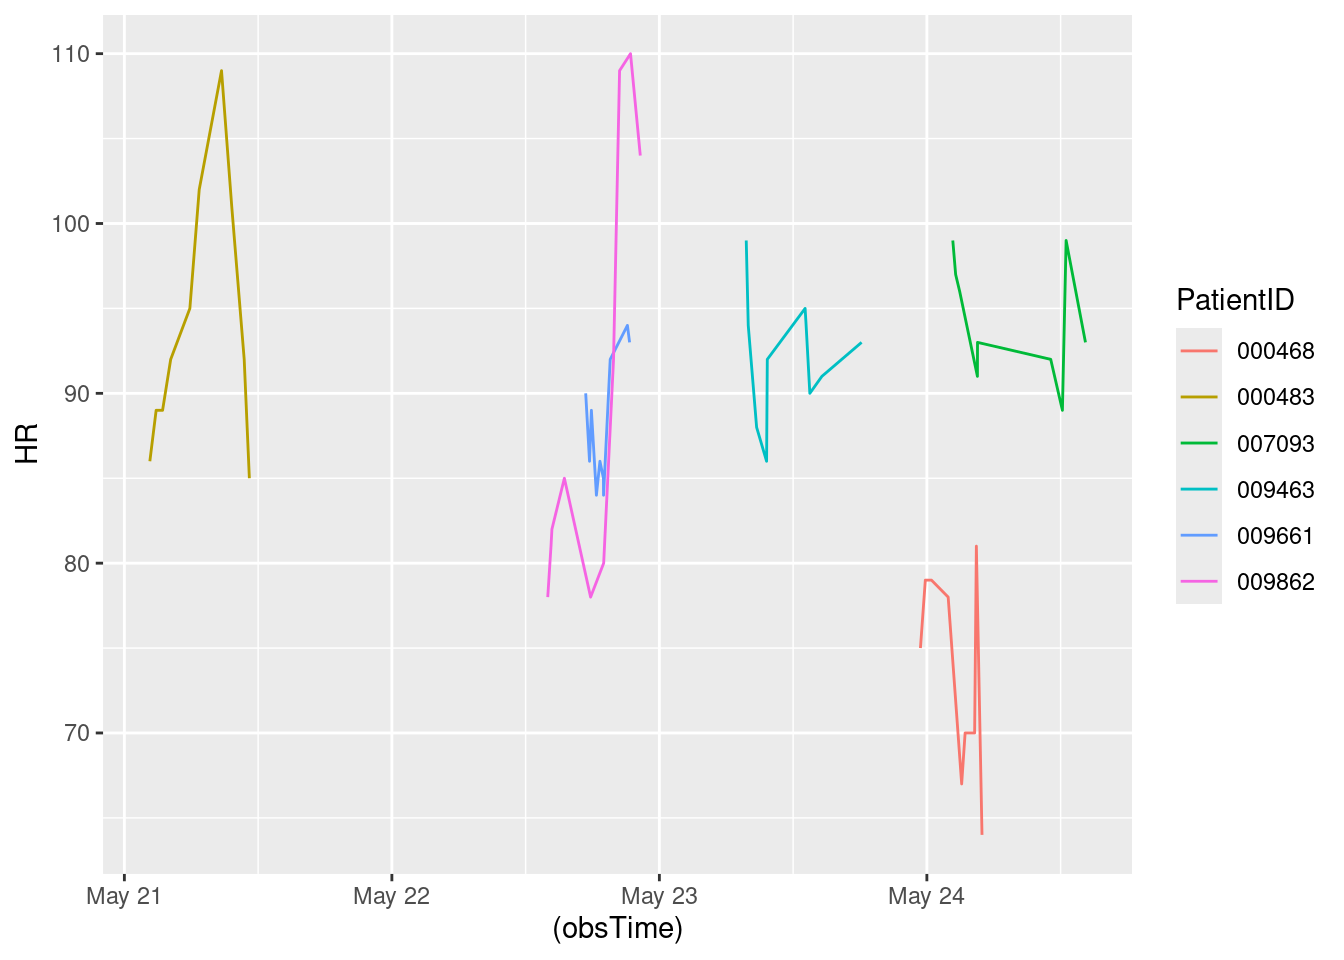 110
100
90
80
70
HR
May 21
May 22
May 23
May 24
(obsTime)
PatientID
000468
000483
007093
009463
009661
009862